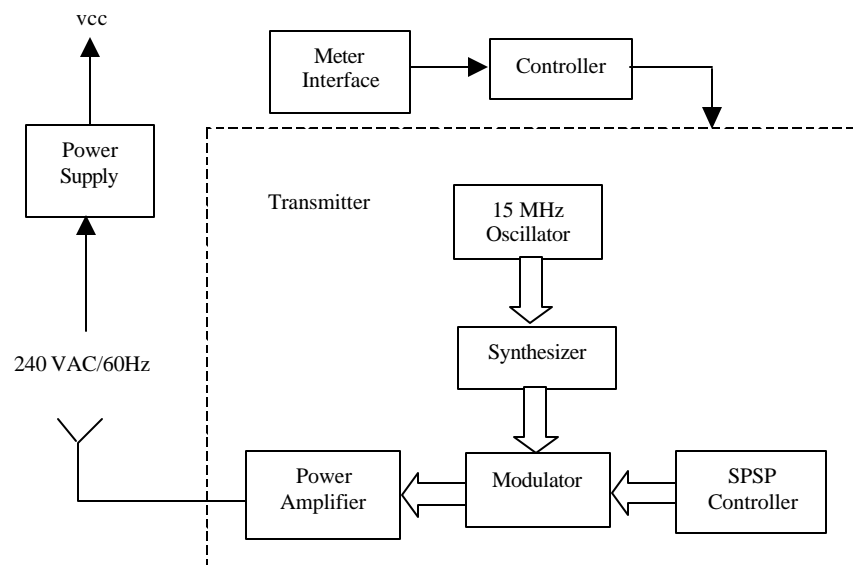 vcc
Meter
Interface
Controller
Power
Supply
Transmitter
15 MHz
Oscillator
Synthesizer
240 VAC/60Hz
Power
Amplifier
Modulator
SPSP
Controller